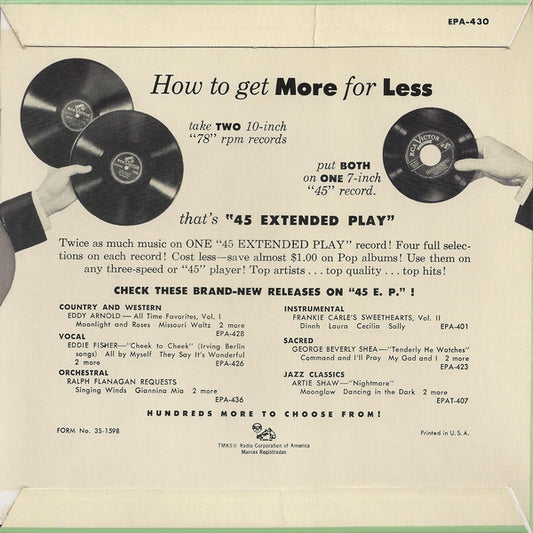 EPA-430
How to get More for Less
take TWO 10-inch
"78" rpm records
put BOTH
on ONE 7-inch
"45" record.
RCA VICTOR
that's "45 EXTENDED PLAY"
Twice as much music on ONE "45 EXTENDED PLAY" record! Four full selec-
tions on each record! Cost less—save almost $1.00 on Pop albums! Use them on
any three-speed or "45" player! Top artists . . . top quality . . . top hits!
CHECK THESE BRAND-NEW RELEASES ON "45 E. P." !
COUNTRY AND WESTERN
EDDY ARNOLD—All Time Favorites, Vol. I
Moonlight and Roses Missouri Waltz 2 more
EPA-428
VOCAL
EDDIE FISHER—"Cheek to Cheek" (Irving Berlin
songs) All by Myself They Say It's Wonderful
2 more EPA-426
ORCHESTRAL
RALPH FLANAGAN REQUESTS
Singing Winds Giannina Mia 2 more
EPA-436
INSTRUMENTAL
FRANKIE CARLE'S SWEETHEARTS, Vol. II
Dinah Laura Cecilia Sally
EPA-401
SACRED
GEORGE BEVERLY SHEA—"Tenderly He Watches"
Command and I'll Pray My God and I 2 more
EPA-423
JAZZ CLASSICS
ARTIE SHAW—"Nightmare"
Moonglow Dancing in the Dark 2 more
EPAT-407
HUNDREDS MORE TO CHOOSE FROM!
FORM No. 3S-1598
TMKS® Radio Corporation of America
Marcas Registradas
Printed in U.S.A.